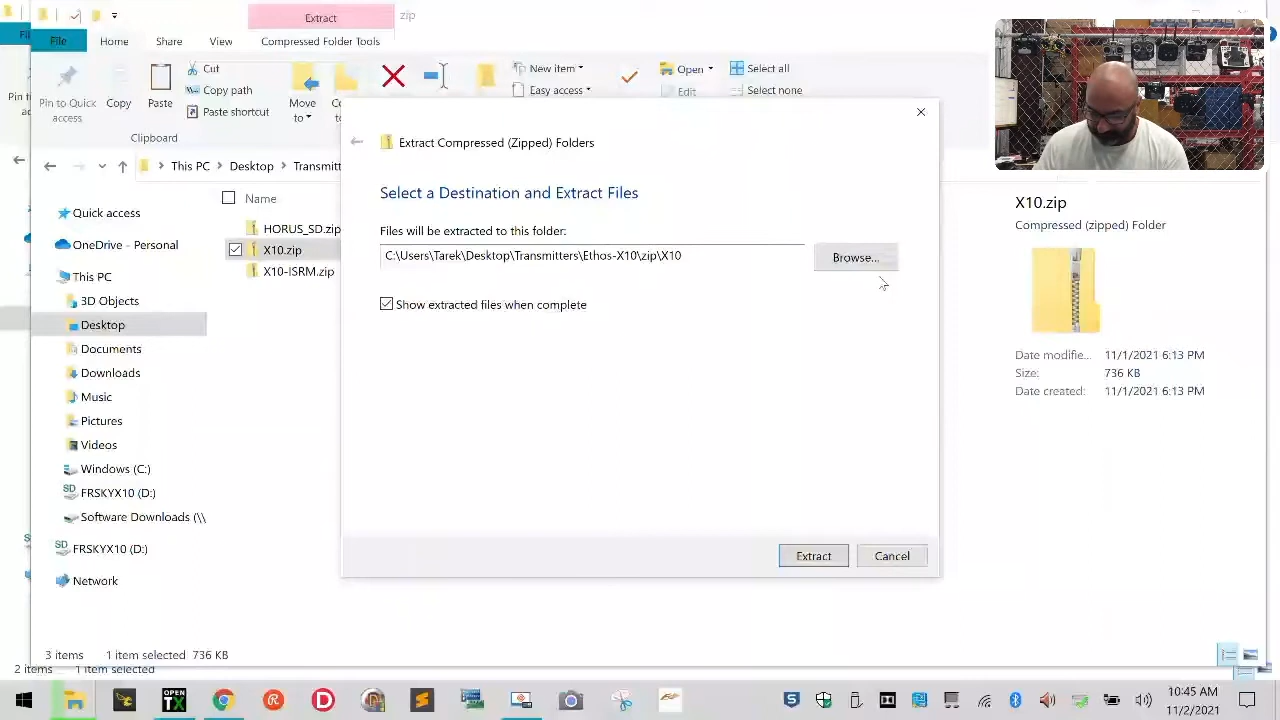 Extract
zip
File
Home
Share
View
Compressed Folder Tools
Pin to Quick access
Copy
Paste
Cut
Copy path
Paste shortcut
Move to
Open
Edit
Select all
Select none
Clipboard
This PC
Desktop
Name
Quick access
OneDrive - Personal
This PC
3D Objects
Desktop
Documents
Downloads
Music
Pictures
Videos
Windows (C:)
FRSKYX10 (D:)
Software Downloads (\\
FRSKYX10 (D:)
Network
HORUS_SD.zip
X10.zip
X10-ISRM.zip
Extract Compressed (Zipped) Folders
Select a Destination and Extract Files
Files will be extracted to this folder:
C:\Users\Tarek\Desktop\Transmitters\Ethos-X10\zip\X10
Browse...
Show extracted files when complete
Extract
Cancel
X10.zip
Compressed (zipped) Folder
Date modifie... 11/1/2021 6:13 PM
Size: 736 KB
Date created: 11/1/2021 6:13 PM
3 items 1 item selected 736 KB
2 items 1 item selected
OPEN
TX
10:45 AM
11/2/2021